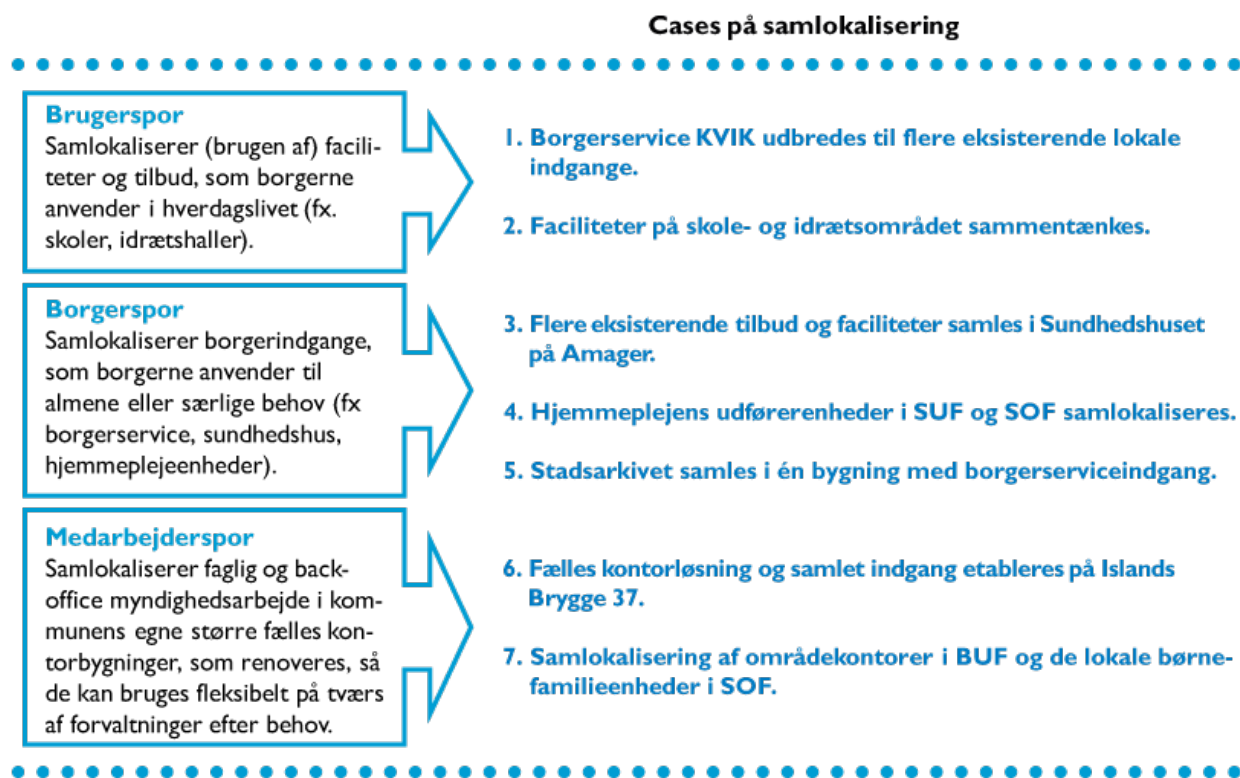 Cases på samlokalisering
Brugerspor
Samlokaliserer (brugen af) facili-
teter og tilbud, som borgerne
anvender i hverdagslivet (fx.
skoler, idrætshaller).
1. Borgerservice KVIK udbredes til flere eksisterende lokale
indgange.
2. Faciliteter på skole- og idrætsområdet sammentænkes.
Borgerspor
Samlokaliserer borgerindgange,
som borgerne anvender til
almene eller særlige behov (fx
borgerservice, sundhedshus,
hjemmeplejeenheder).
3. Flere eksisterende tilbud og faciliteter samles i Sundhedshuset
på Amager.
4. Hjemmeplejens udførerenheder i SUF og SOF samlokaliseres.
5. Stadsarkivet samles i én bygning med borgerserviceindgang.
Medarbejderspor
Samlokaliserer faglig og back-
office myndighedsarbejde i kom-
munens egne større fælles kon-
torbygninger, som renoveres, så
de kan bruges fleksibelt på tværs
af forvaltninger efter behov.
6. Fælles kontorløsning og samlet indgang etableres på Islands
Brygge 37.
7. Samlokalisering af områdekontorer i BUF og de lokale børne-
familieenheder i SOF.